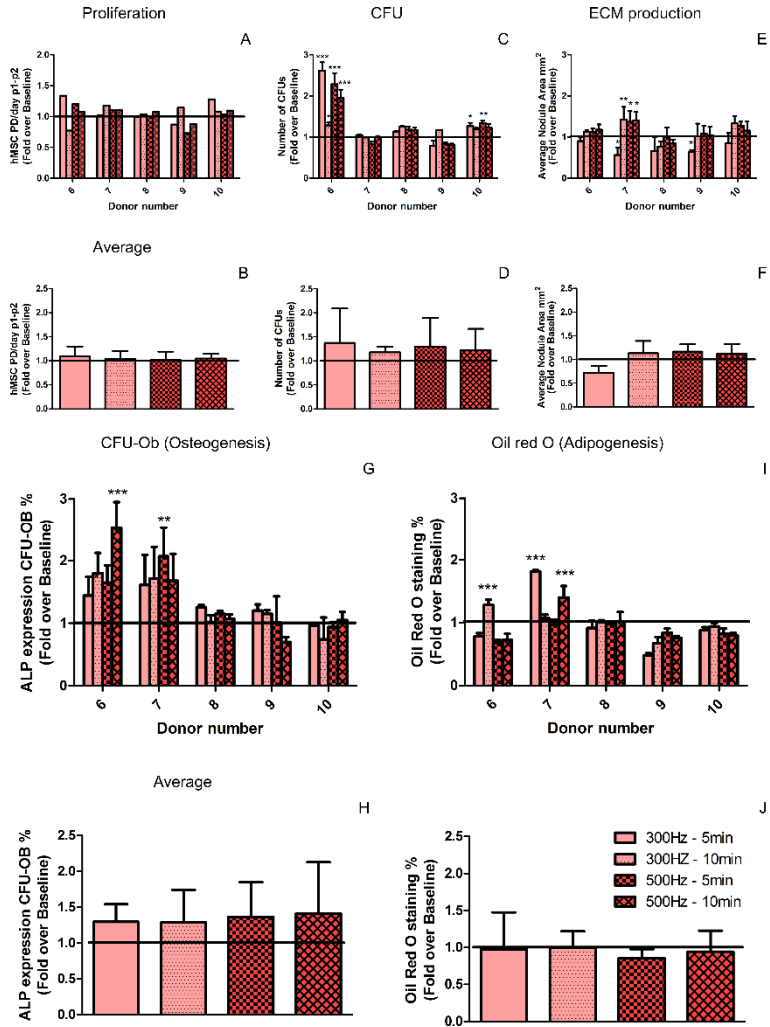 Proliferation
CFU
ECM production
A
C
E
hMSC PD/day p1-p2
(Fold over Baseline)
2.0
1.5
1.0
0.5
0.0
6
7
8
9
10
Donor number
Number of CFUs
(Fold over Baseline)
3
2
1
0
***
*
***
***
*
**
6
7
8
9
10
Donor number
Average Nodule Area mm2
(Fold over Baseline)
3
2
1
0
*
**
*
*
*
6
7
8
9
10
Donor number
Average
B
D
F
hMSC PD/day p1-p2
(Fold over Baseline)
2.5
2.0
1.5
1.0
0.5
0.0
Number of CFUs
(Fold over Baseline)
2.5
2.0
1.5
1.0
0.5
0.0
Average Nodule Area mm2
(Fold over Baseline)
2.5
2.0
1.5
1.0
0.5
0.0
CFU-Ob (Osteogenesis)
Oil red O (Adipogenesis)
G
I
ALP expression CFU-OB %
(Fold over Baseline)
3
2
1
0
***
**
6
7
8
9
10
Donor number
Oil Red O staining %
(Fold over Baseline)
3
2
1
0
***
***
***
6
7
8
9
10
Donor number
Average
H
J
ALP expression CFU-OB %
(Fold over Baseline)
2.5
2.0
1.5
1.0
0.5
0.0
Oil Red O staining %
(Fold over Baseline)
2.5
2.0
1.5
1.0
0.5
0.0
300Hz - 5min
300HZ - 10min
500Hz - 5min
500Hz - 10min